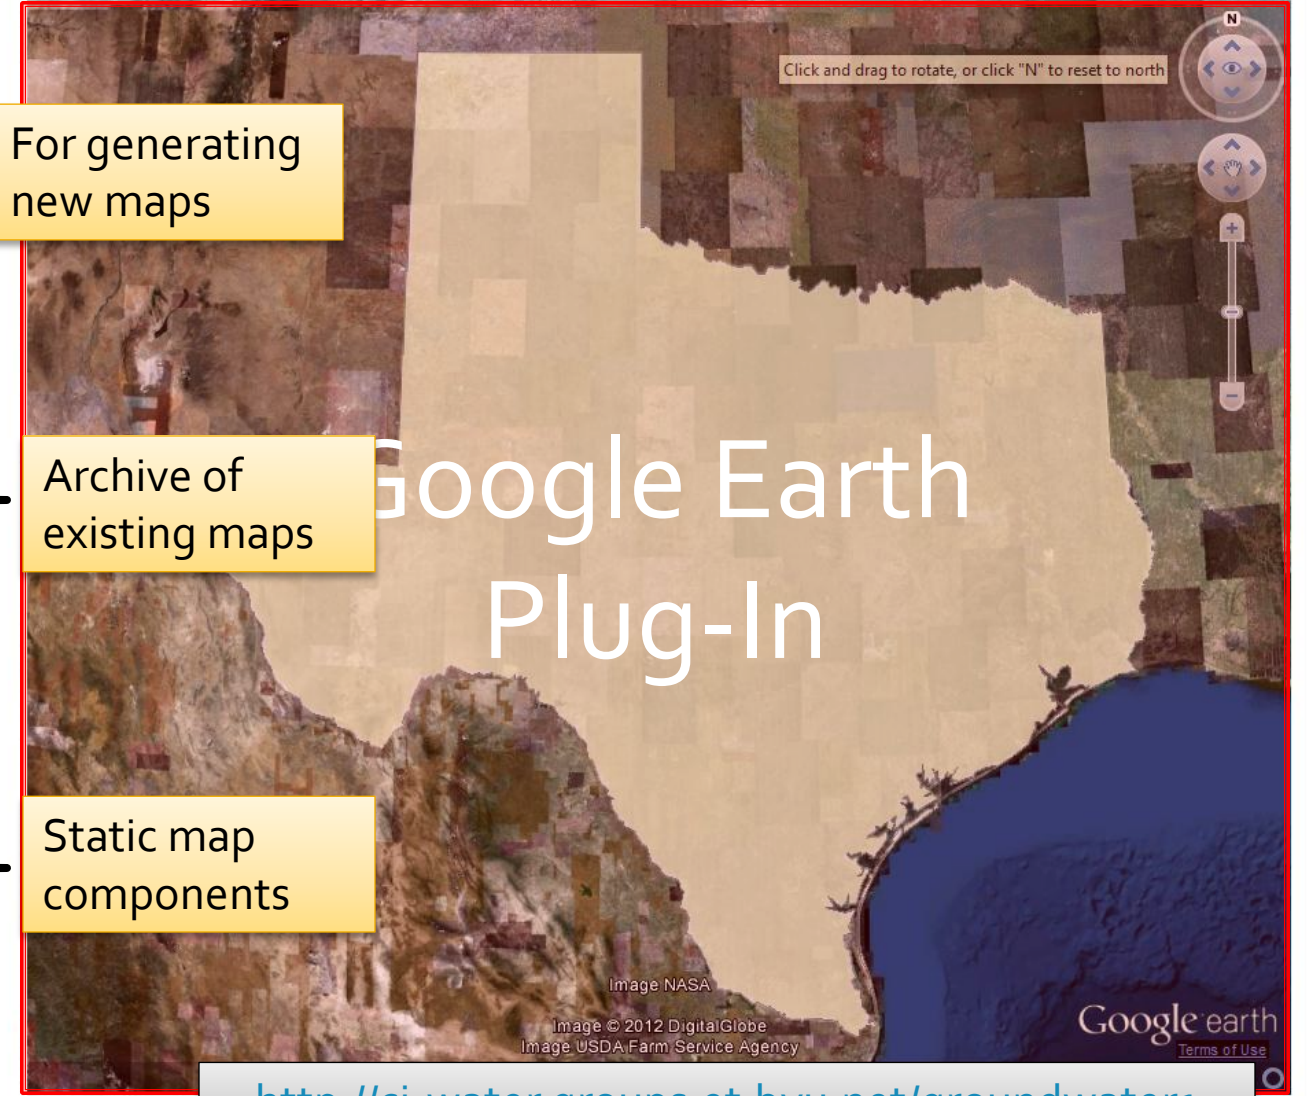 N
Click and drag to rotate, or click "N" to reset to north
For generating
new maps
Archive of
existing maps
Google Earth
Plug-In
Static map
components
Image NASA
Image © 2012 DigitalGlobe
Image USDA Farm Service Agency
Google earth
Terms of Use